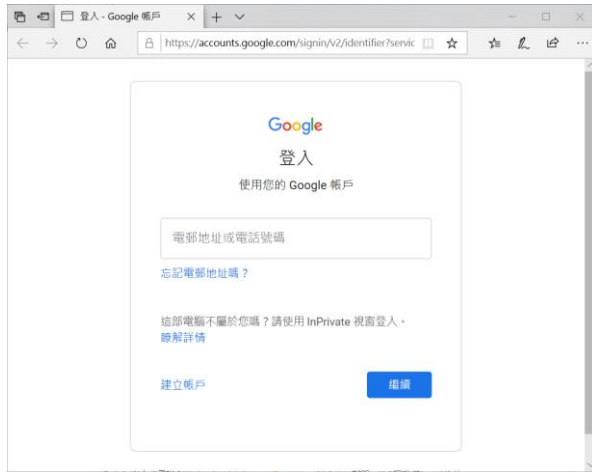 登入 - Google 帳戶
https://accounts.google.com/signin/v2/identifier?servic
Google
登入
使用您的 Google 帳戶
電郵地址或電話號碼
忘記電郵地址嗎？
這部電腦不屬於您嗎？請使用 InPrivate 視窗登入。
瞭解詳情
建立帳戶
繼續